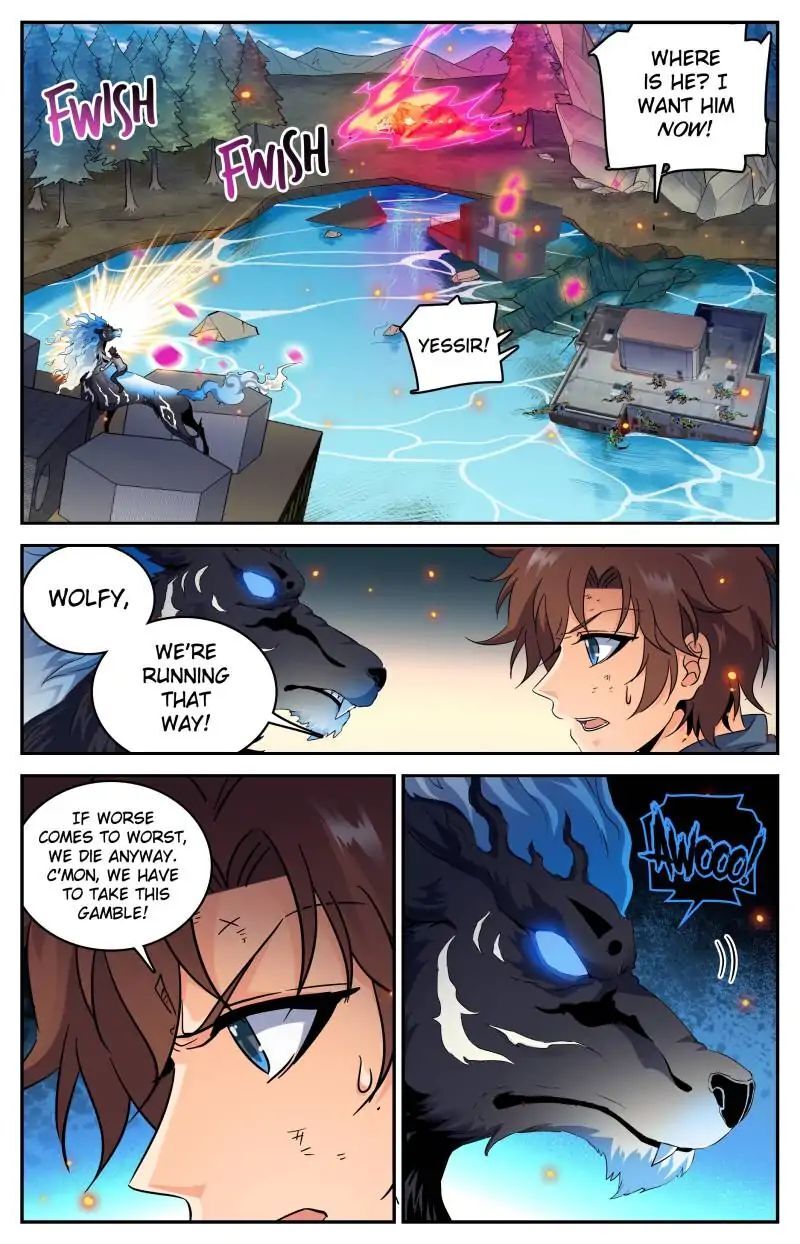 FWISH
FWISH
WHERE
IS HE? I
WANT HIM
NOW!
YESSIR!
WOLFY,
WE'RE
RUNNING
THAT
WAY!
IF WORSE
COMES TO WORST,
WE DIE ANYWAY.
C'MON, WE HAVE
TO TAKE THIS
GAMBLE!
AWOOO!